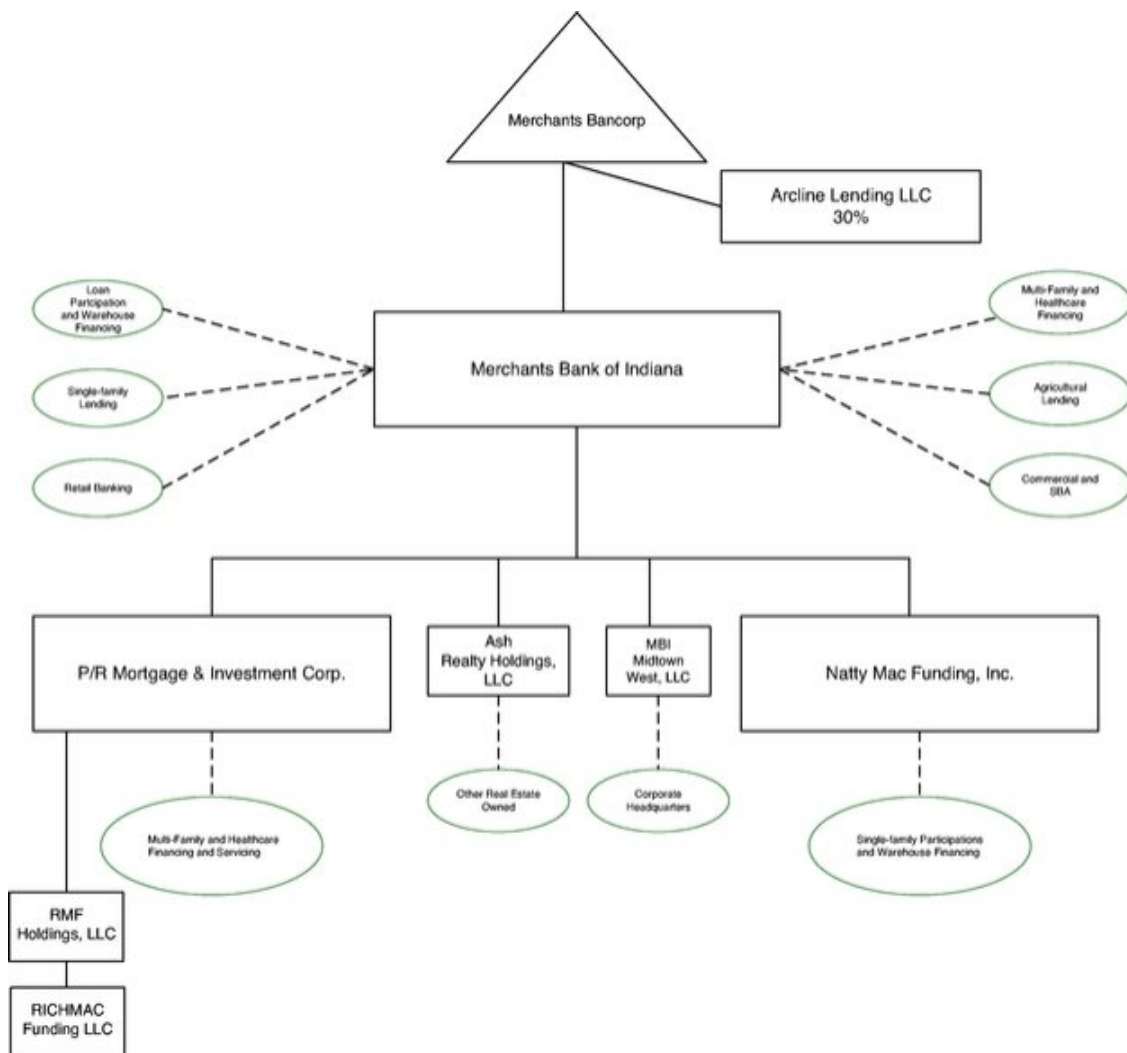 Merchants Bancorp
Arcline Lending LLC
30%
Loan
Partcipation
and Warehouse
Financing
Multi-Family and
Healthcare
Financing
Merchants Bank of Indiana
Single-family
Lending
Agricultural
Lending
Retail Banking
Commercial and
SBA
P/R Mortgage & Investment Corp.
Ash
Realty Holdings,
LLC
MBI
Midtown
West, LLC
Natty Mac Funding, Inc.
Multi-Family and Healthcare
Financing and Servicing
Other Real Estate
Owned
Corporate
Headquarters
Single-family Participations
and Warehouse Financing
RMF
Holdings, LLC
RICHMAC
Funding LLC